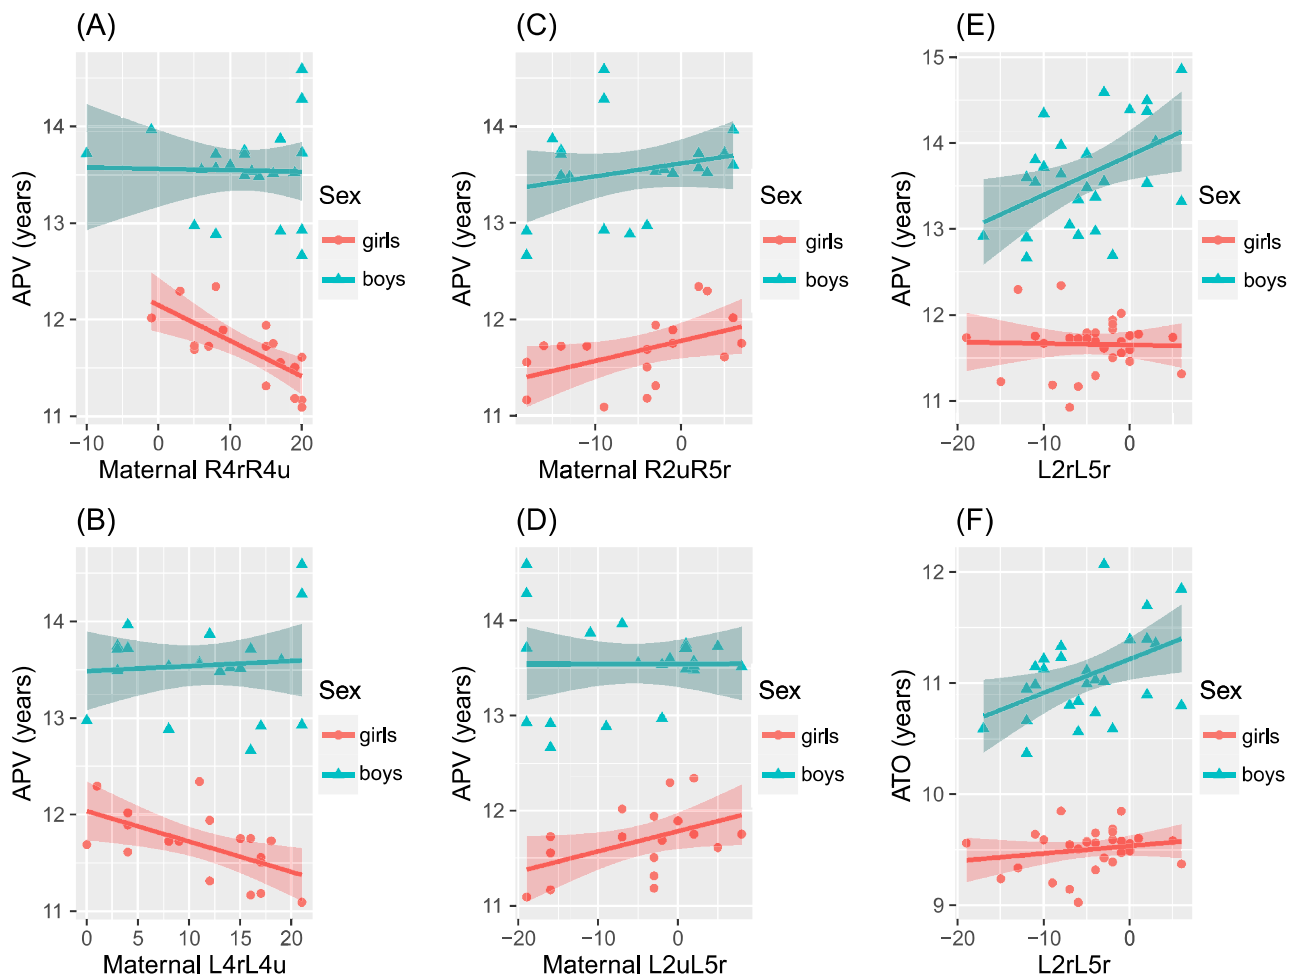 (A)
14
13
12
11
APV (years)
−10
0
10
20
Maternal R4rR4u
Sex
girls
boys
(C)
14
13
12
11
APV (years)
−10
0
Maternal R2uR5r
Sex
girls
boys
(E)
15
14
13
12
11
APV (years)
−20
−10
0
L2rL5r
Sex
girls
boys
(B)
14
13
12
11
APV (years)
0
5
10
15
20
Maternal L4rL4u
Sex
girls
boys
(D)
14
13
12
11
APV (years)
−20
−10
0
Maternal L2uL5r
Sex
girls
boys
(F)
12
11
10
9
ATO (years)
−20
−10
0
L2rL5r
Sex
girls
boys